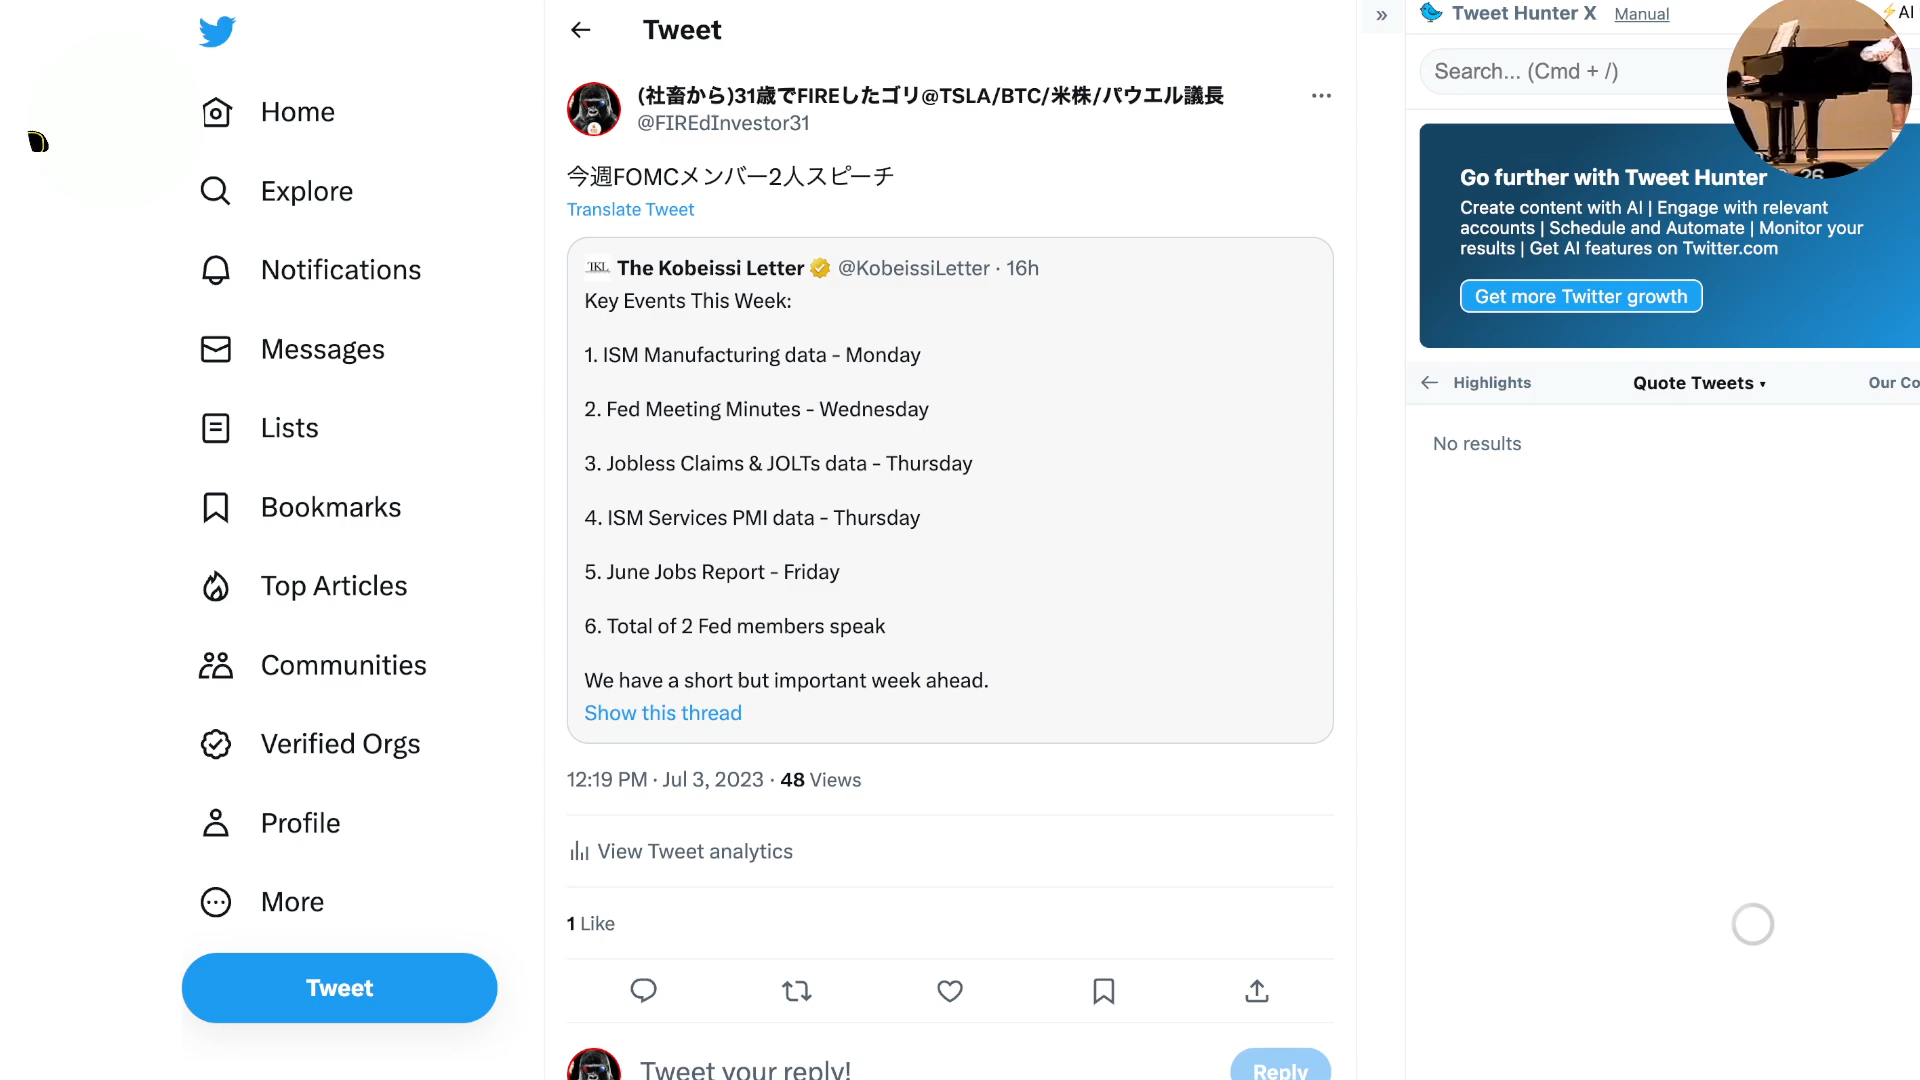 Home
Explore
Notifications
Messages
Lists
Bookmarks
Top Articles
Communities
Verified Orgs
Profile
More
Tweet
Tweet
(社畜から)31歳でFIREしたゴリ@TSLA/BTC/米株/パウエル議長
@FIREdInvestor31
今週FOMCメンバー2人スピーチ
Translate Tweet
TKL The Kobeissi Letter @KobeissiLetter · 16h
Key Events This Week:
1. ISM Manufacturing data - Monday
2. Fed Meeting Minutes - Wednesday
3. Jobless Claims & JOLTs data - Thursday
4. ISM Services PMI data - Thursday
5. June Jobs Report - Friday
6. Total of 2 Fed members speak
We have a short but important week ahead.
Show this thread
12:19 PM · Jul 3, 2023 · 48 Views
View Tweet analytics
1 Like
Tweet your reply!
Reply
»
Tweet Hunter X Manual
⚡AI
Search... (Cmd + /)
Go further with Tweet Hunter
Create content with AI | Engage with relevant
accounts | Schedule and Automate | Monitor your
results | Get AI features on Twitter.com
Get more Twitter growth
Highlights
Quote Tweets ▾
Our Co
No results